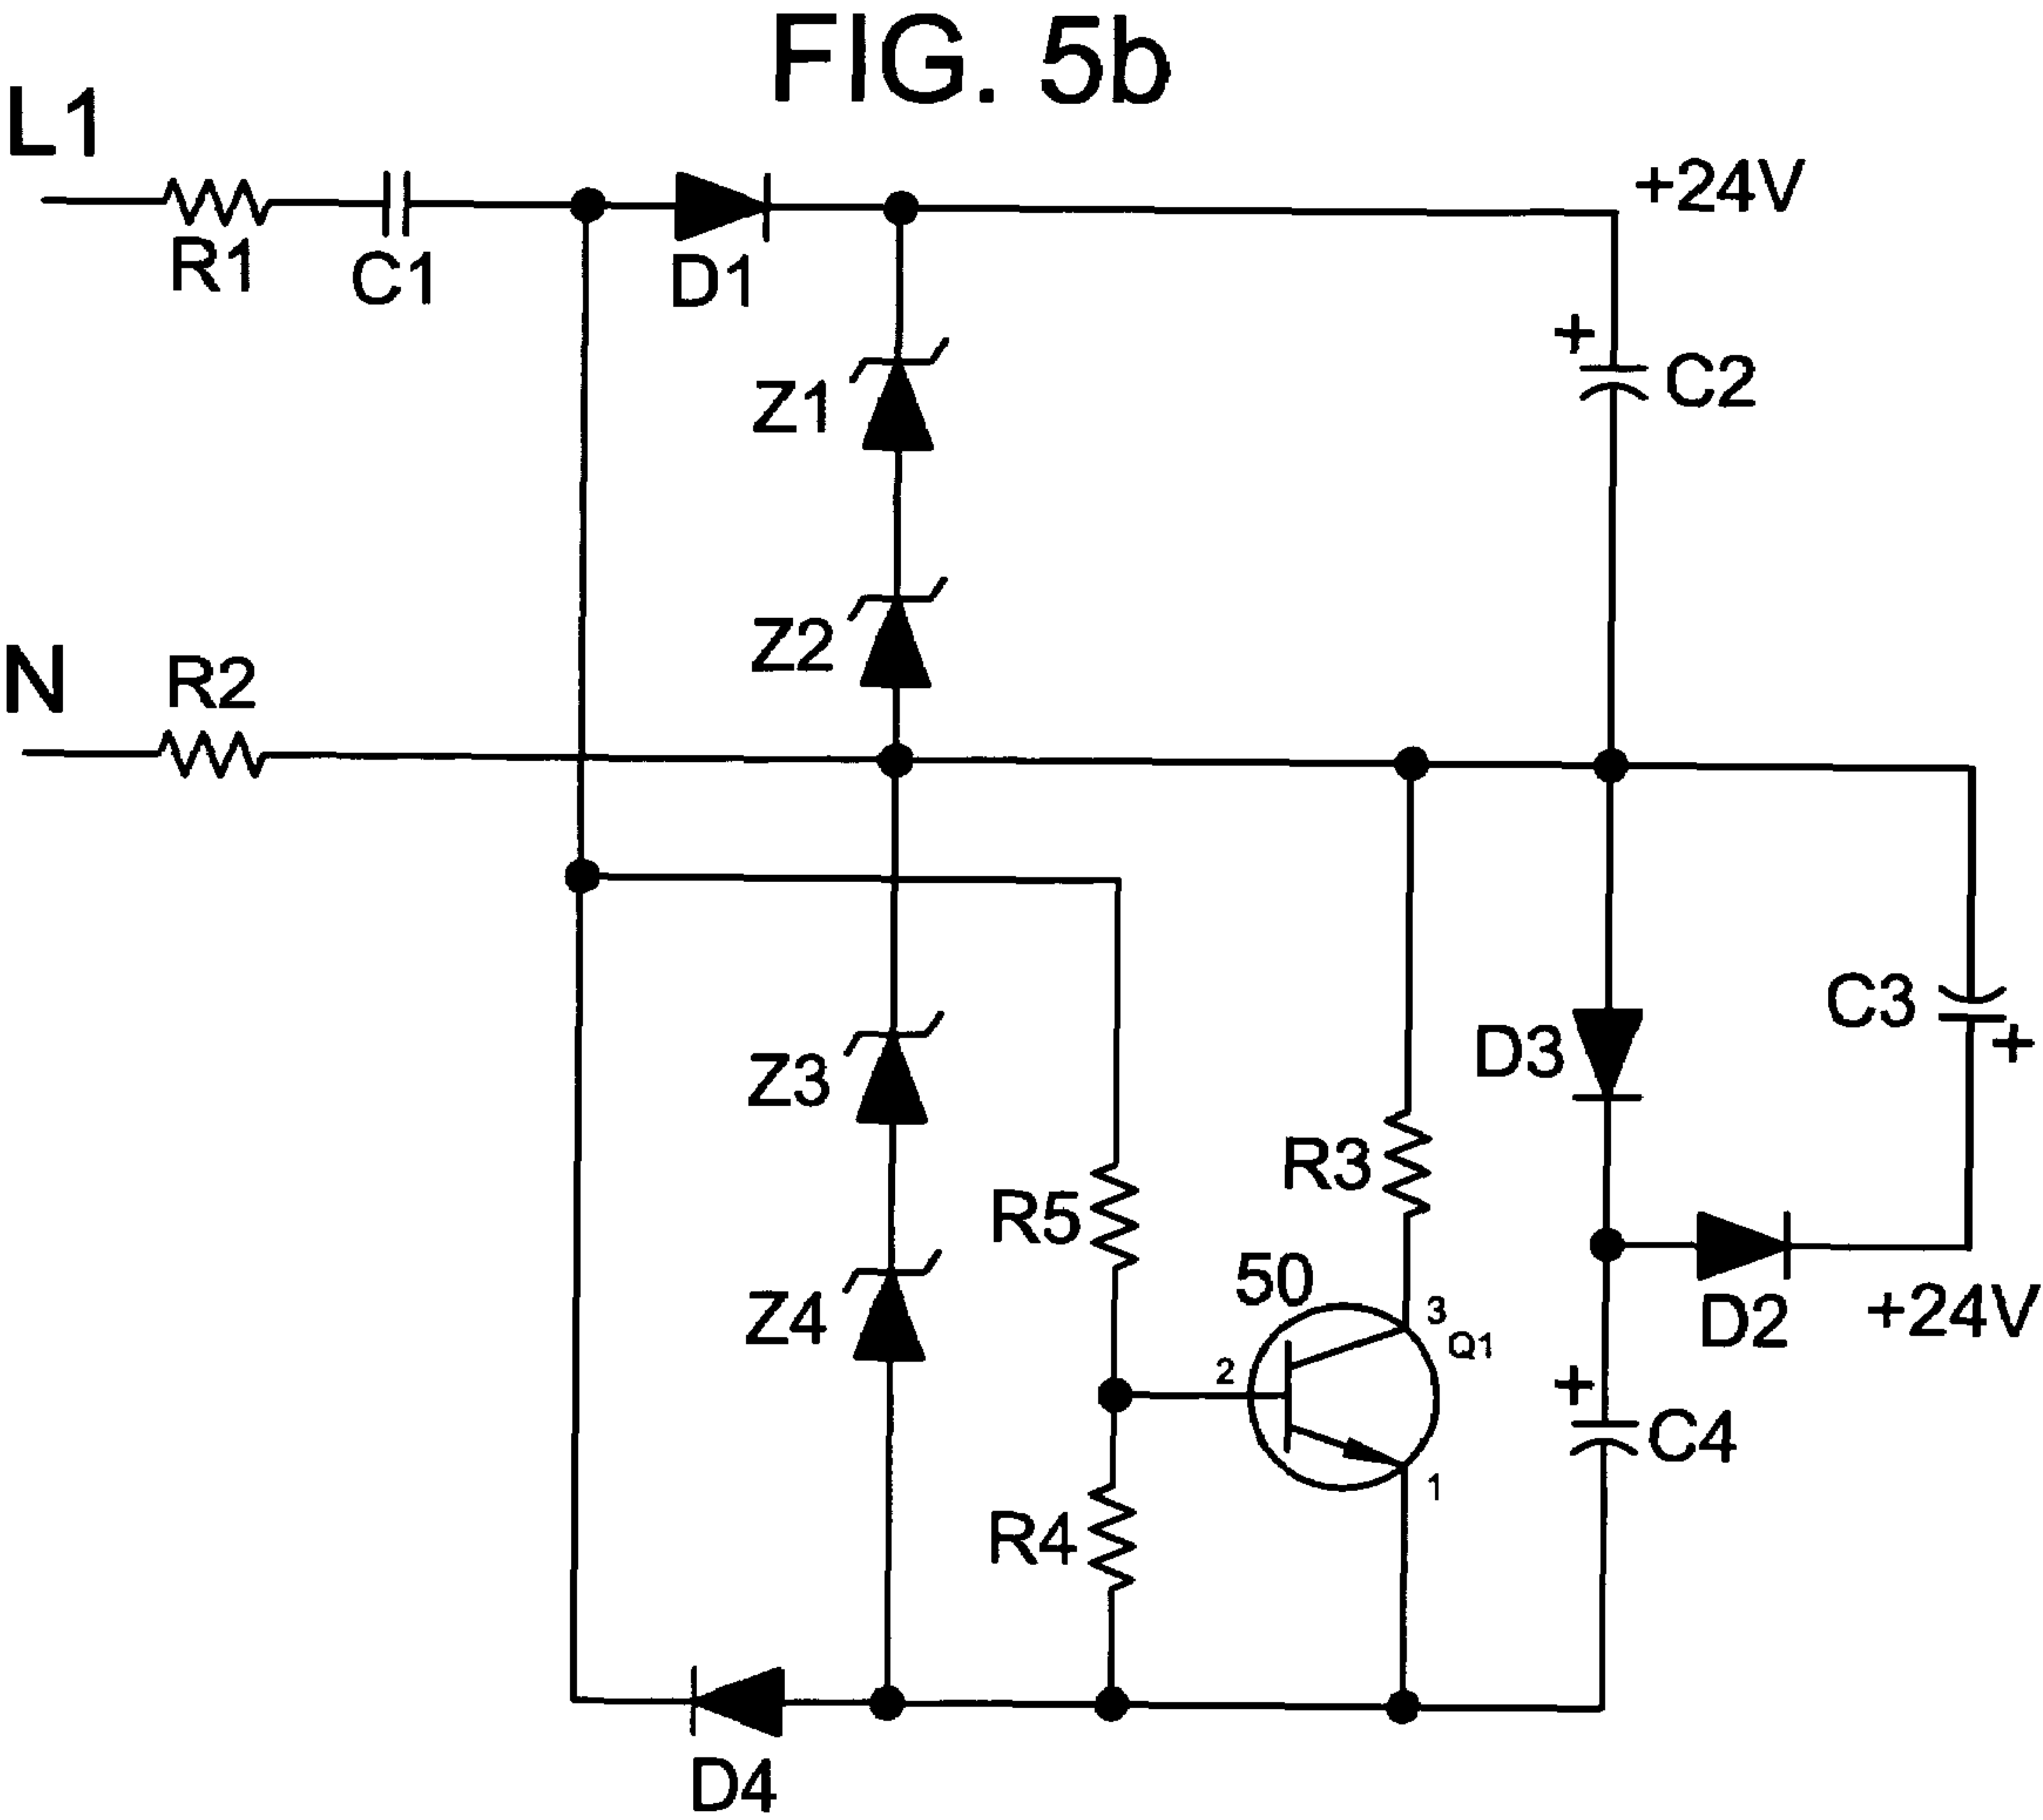 FIG. 5b
L1
+24V
R1
C1
D1
+
C2
Z1
N
R2
Z2
C3
+
D3
Z3
R3
R5
50
3
Q1
2
Z4
D2
+24V
+
C4
1
R4
D4